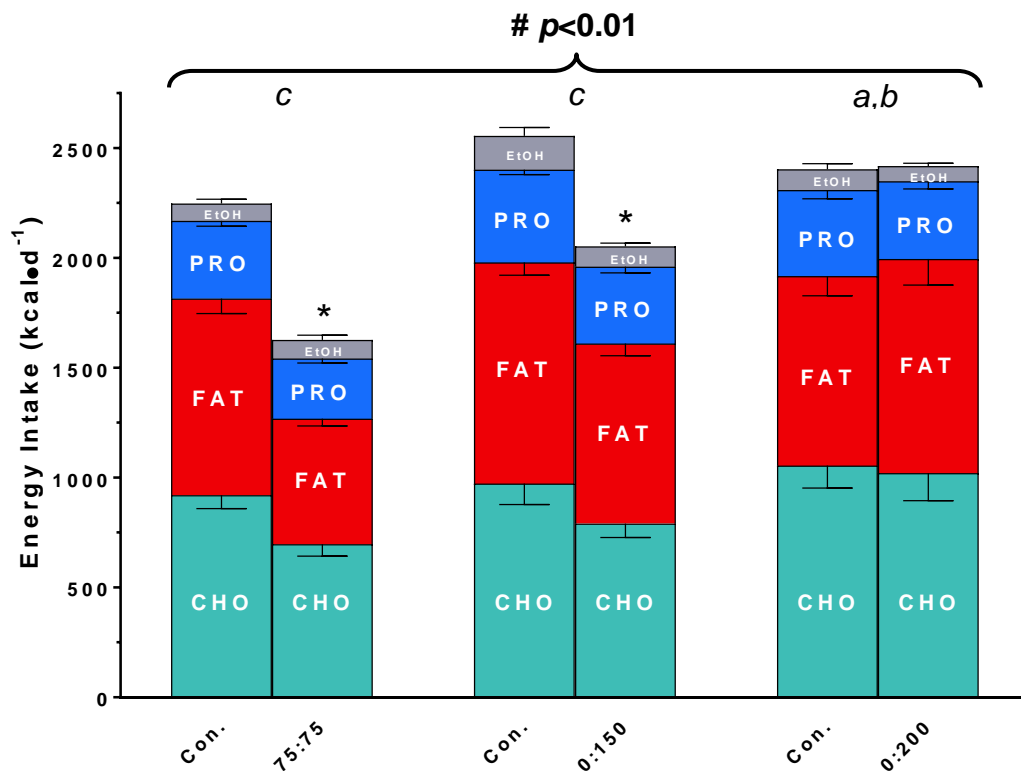 # p<0.01
c
c
a,b
Energy Intake (kcal•d-1)
2500
2000
1500
1000
500
0
EtOH
PRO
FAT
CHO
*
EtOH
PRO
FAT
CHO
EtOH
PRO
FAT
CHO
*
EtOH
PRO
FAT
CHO
EtOH
PRO
FAT
CHO
EtOH
PRO
FAT
CHO
Con.
75:75
Con.
0:150
Con.
0:200